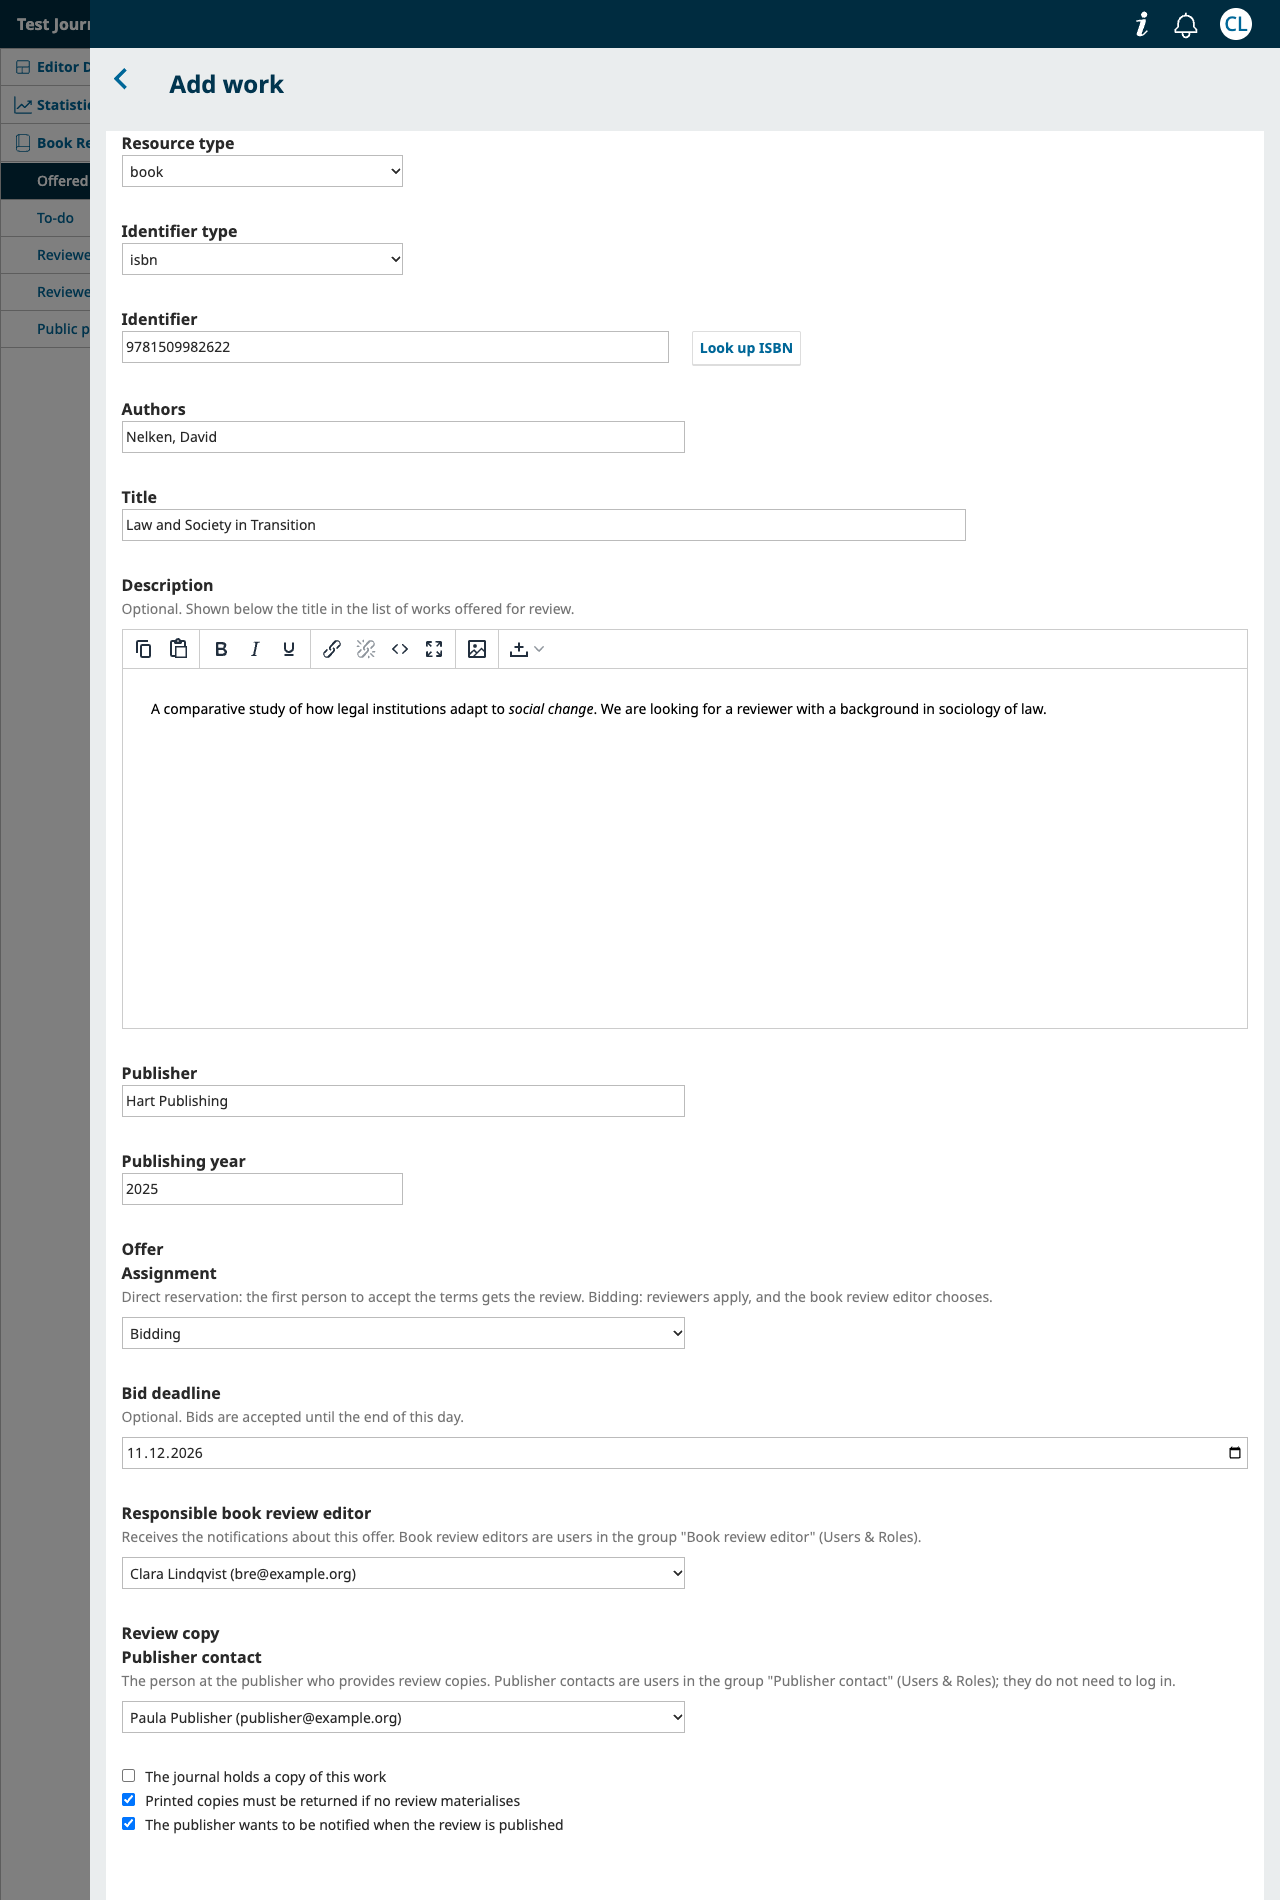 Test Jour
CL
Editor D
Statisti
Book Re
Offered
To-do
Reviewe
Reviewe
Public p
Add work
Resource type
book
Identifier type
isbn
Identifier
9781509982622
Look up ISBN
Authors
Nelken, David
Title
Law and Society in Transition
Description
Optional. Shown below the title in the list of works offered for review.
A comparative study of how legal institutions adapt to social change. We are looking for a reviewer with a background in sociology of law.
Publisher
Hart Publishing
Publishing year
2025
Offer
Assignment
Direct reservation: the first person to accept the terms gets the review. Bidding: reviewers apply, and the book review editor chooses.
Bidding
Bid deadline
Optional. Bids are accepted until the end of this day.
11.12.2026
Responsible book review editor
Receives the notifications about this offer. Book review editors are users in the group "Book review editor" (Users & Roles).
Clara Lindqvist (bre@example.org)
Review copy
Publisher contact
The person at the publisher who provides review copies. Publisher contacts are users in the group "Publisher contact" (Users & Roles); they do not need to log in.
Paula Publisher (publisher@example.org)
The journal holds a copy of this work
Printed copies must be returned if no review materialises
The publisher wants to be notified when the review is published